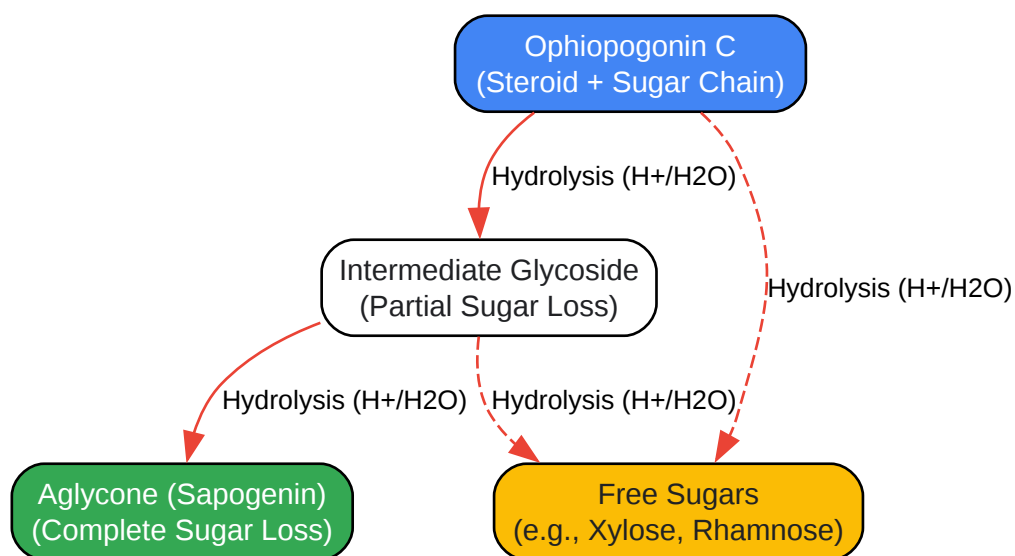 Ophiopogonin C
(Steroid + Sugar Chain)
Hydrolysis (H+/H2O)
Intermediate Glycoside
(Partial Sugar Loss)
Hydrolysis (H+/H2O)
Hydrolysis (H+/H2O)
Hydrolysis (H+/H2O)
Aglycone (Sapogenin)
(Complete Sugar Loss)
Free Sugars
(e.g., Xylose, Rhamnose)